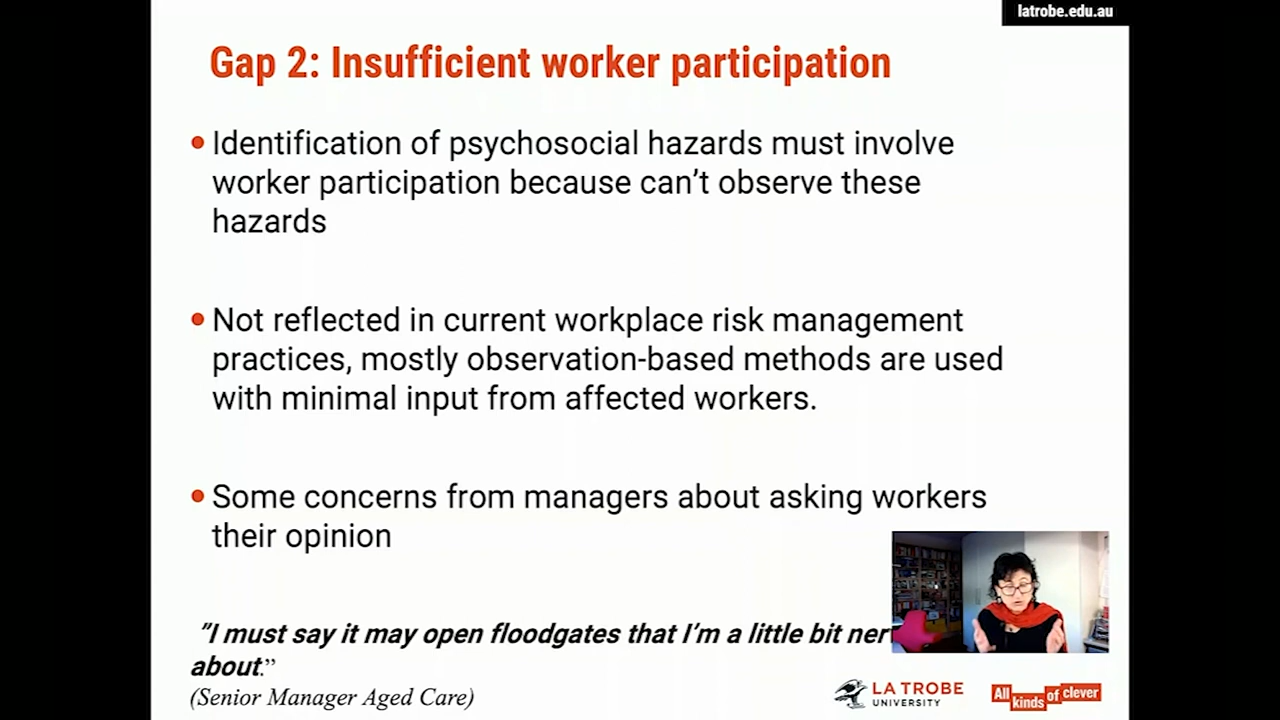 latrobe.edu.au
Gap 2: Insufficient worker participation
Identification of psychosocial hazards must involve
worker participation because can’t observe these
hazards
Not reflected in current workplace risk management
practices, mostly observation-based methods are used
with minimal input from affected workers.
Some concerns from managers about asking workers
their opinion
”I must say it may open floodgates that I’m a little bit
about.”
(Senior Manager Aged Care)
LA TROBE
UNIVERSITY
All kinds of clever